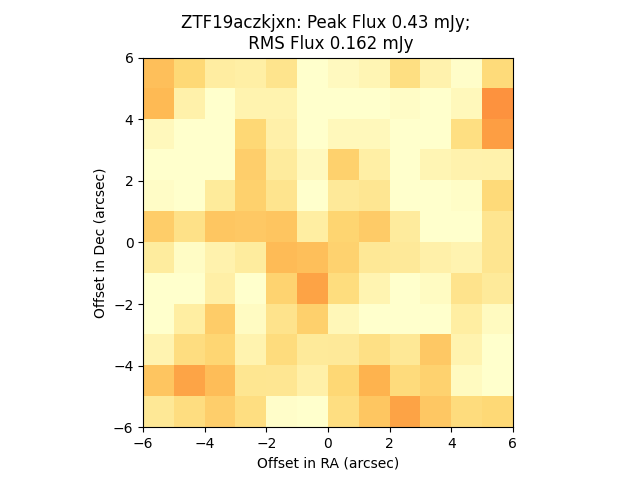 ZTF19aczkjxn: Peak Flux 0.43 mJy;
RMS Flux 0.162 mJy
6
4
2
0
−2
−4
−6
Offset in Dec (arcsec)
−6 −4 −2 0 2 4 6
Offset in RA (arcsec)